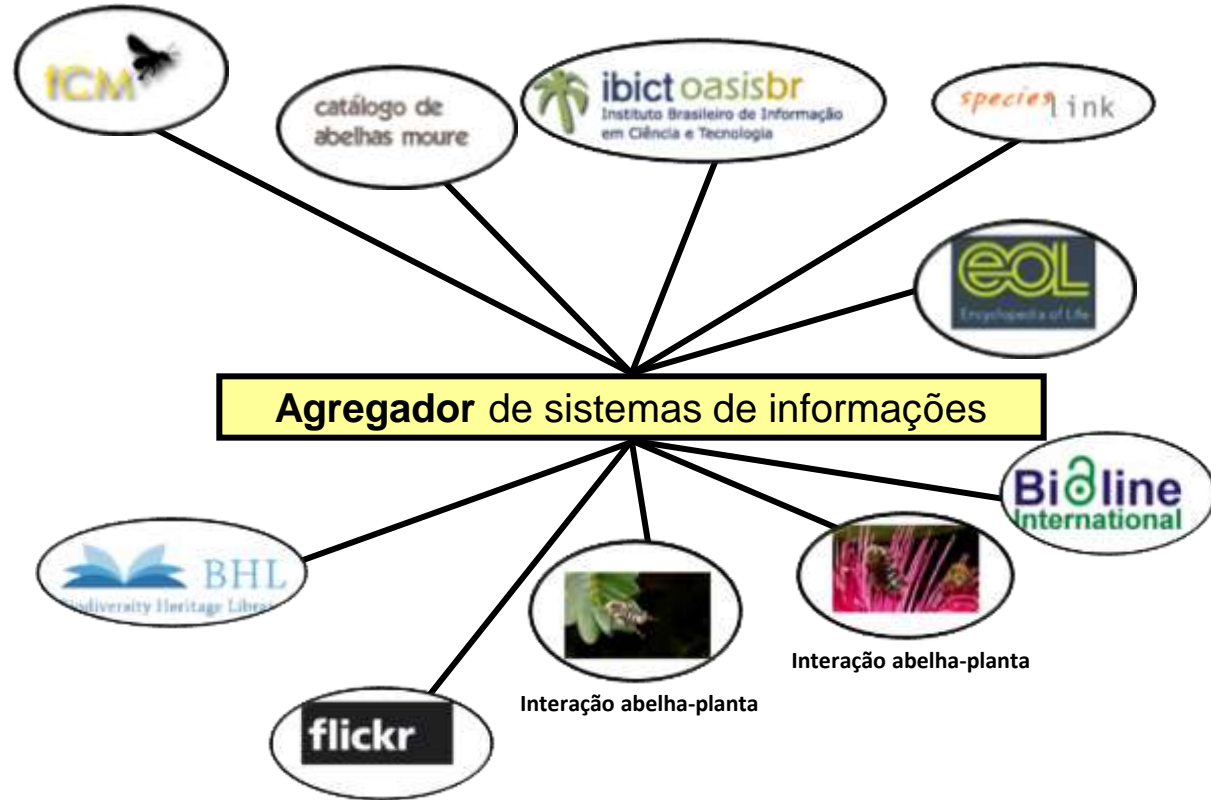 ICM
catálogo de
abelhas moure
ibict oasisbr
Instituto Brasileiro de Informação
em Ciência e Tecnologia
species link
eoL
Encyclopedia of Life
Agregador de sistemas de informações
Bioline
International
BHL
Biodiversity Heritage Library
flickr
Interação abelha-planta
Interação abelha-planta